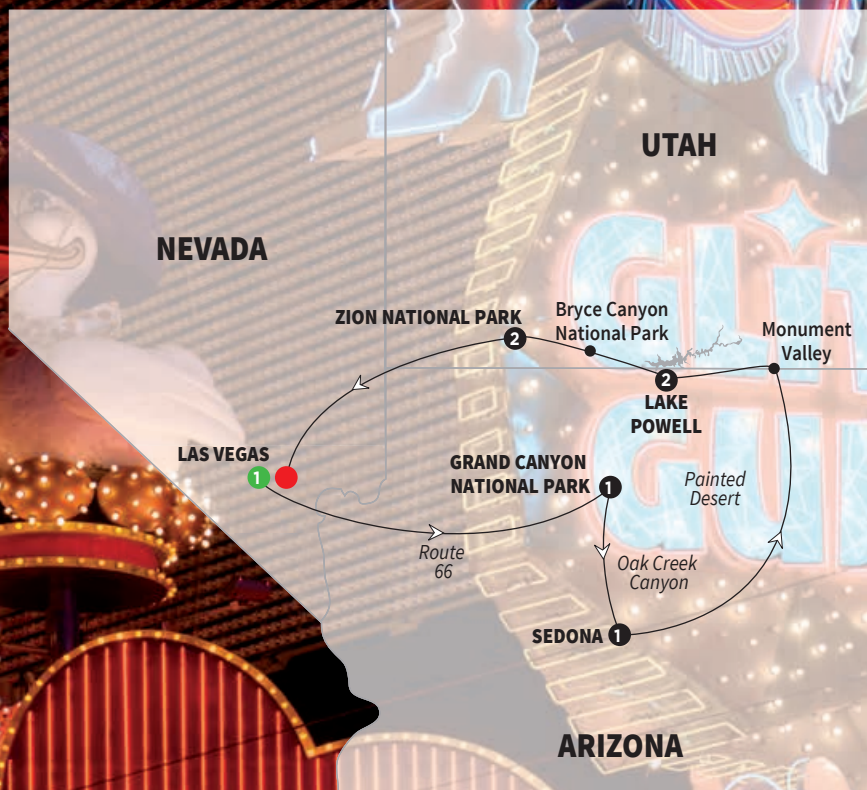 UTAH
NEVADA
ZION NATIONAL PARK
2
Bryce Canyon
National Park
Monument
Valley
2
LAKE
POWELL
LAS VEGAS
1
GRAND CANYON
NATIONAL PARK
1
Painted
Desert
Route
66
Oak Creek
Canyon
SEDONA
1
ARIZONA